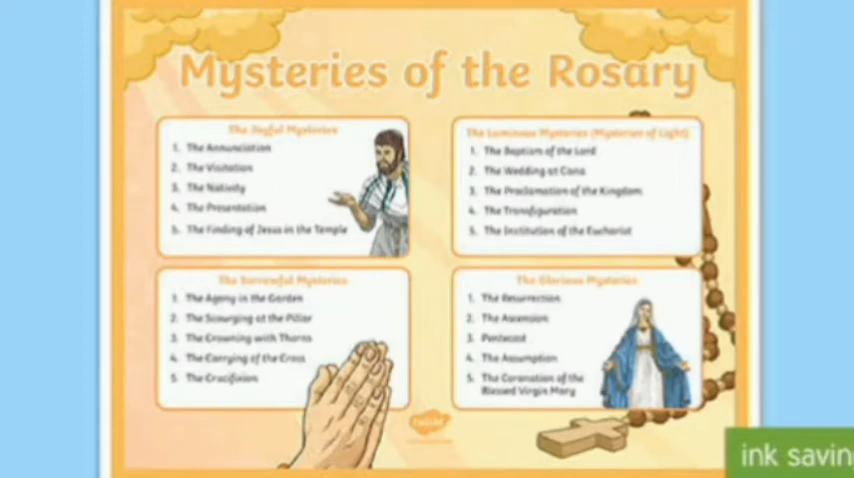 Mysteries of the Rosary
The Joyful Mysteries
1. The Annunciation
2. The Visitation
3. The Nativity
4. The Presentation
5. The Finding of Jesus in the Temple
The Luminous Mysteries (Mysteries of Light)
1. The Baptism of the Lord
2. The Wedding at Cana
3. The Proclamation of the Kingdom
4. The Transfiguration
5. The Institution of the Eucharist
The Sorrowful Mysteries
1. The Agony in the Garden
2. The Scourging at the Pillar
3. The Crowning with Thorns
4. The Carrying of the Cross
5. The Crucifixion
The Glorious Mysteries
1. The Resurrection
2. The Ascension
3. Pentecost
4. The Assumption
5. The Coronation of the
Blessed Virgin Mary
twinkl
ink savin